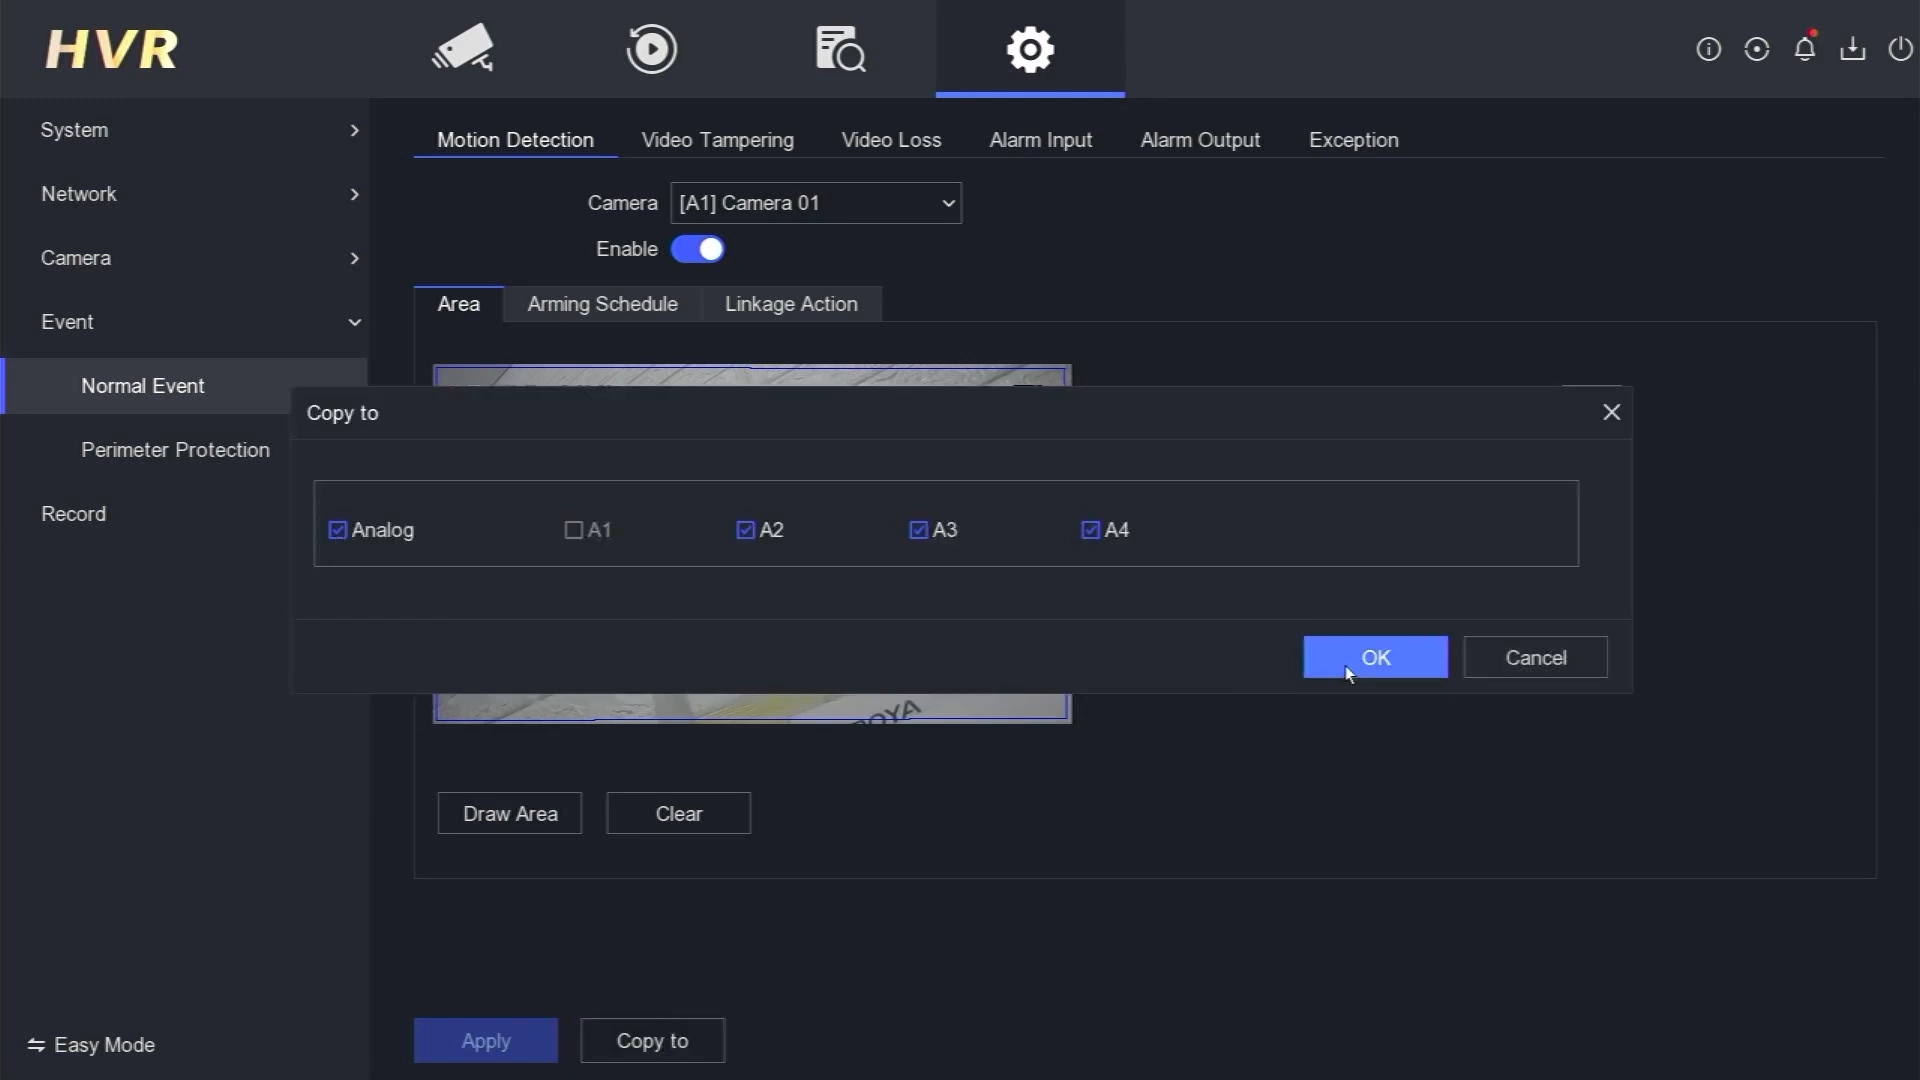 HVR
System
Network
Camera
Event
Normal Event
Perimeter Protection
Record
Easy Mode
Motion Detection Video Tampering Video Loss Alarm Input Alarm Output Exception
Camera [A1] Camera 01
Enable
Area Arming Schedule Linkage Action
Copy to
Analog A1 A2 A3 A4
OK Cancel
Draw Area Clear
Apply Copy to